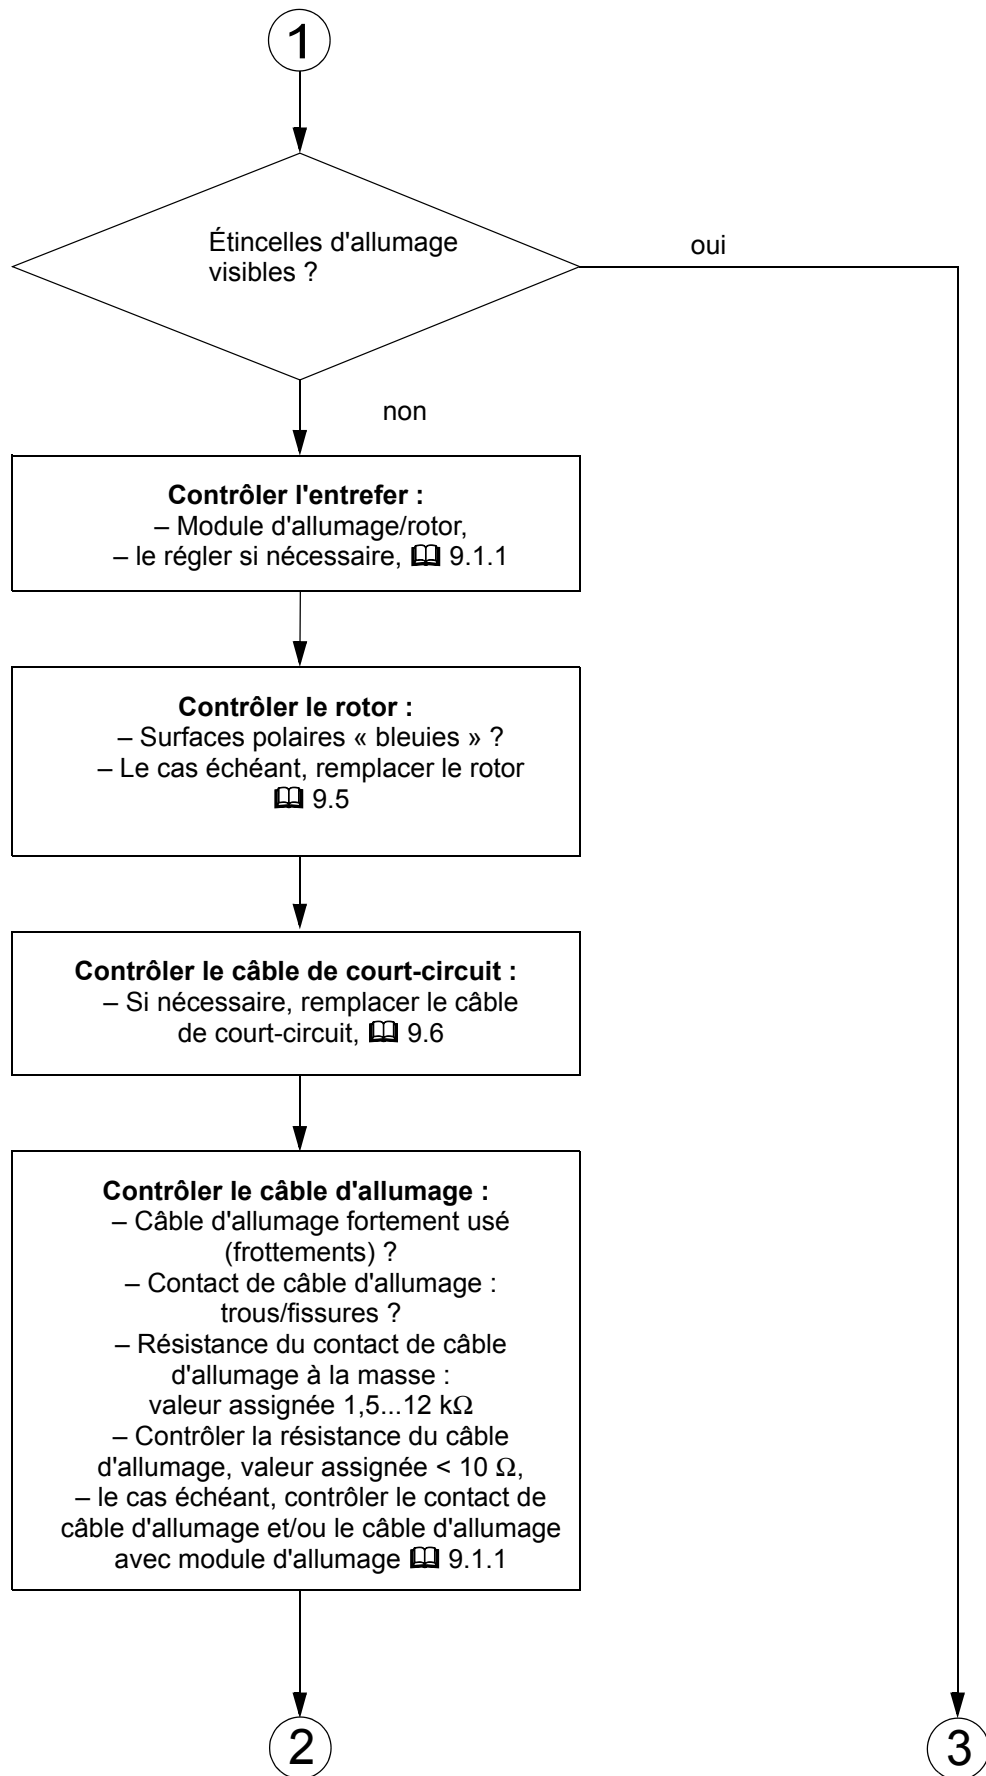 1
Étincelles d'allumage
visibles ?
oui
non
Contrôler l'entrefer :
– Module d'allumage/rotor,
– le régler si nécessaire, 🕮 9.1.1
Contrôler le rotor :
– Surfaces polaires « bleuies » ?
– Le cas échéant, remplacer le rotor
🕮 9.5
Contrôler le câble de court-circuit :
– Si nécessaire, remplacer le câble
de court-circuit, 🕮 9.6
Contrôler le câble d'allumage :
– Câble d'allumage fortement usé
(frottements) ?
– Contact de câble d'allumage :
trous/fissures ?
– Résistance du contact de câble
d'allumage à la masse :
valeur assignée 1,5...12 kΩ
– Contrôler la résistance du câble
d'allumage, valeur assignée < 10 Ω,
– le cas échéant, contrôler le contact de
câble d'allumage et/ou le câble d'allumage
avec module d'allumage 🕮 9.1.1
2
3